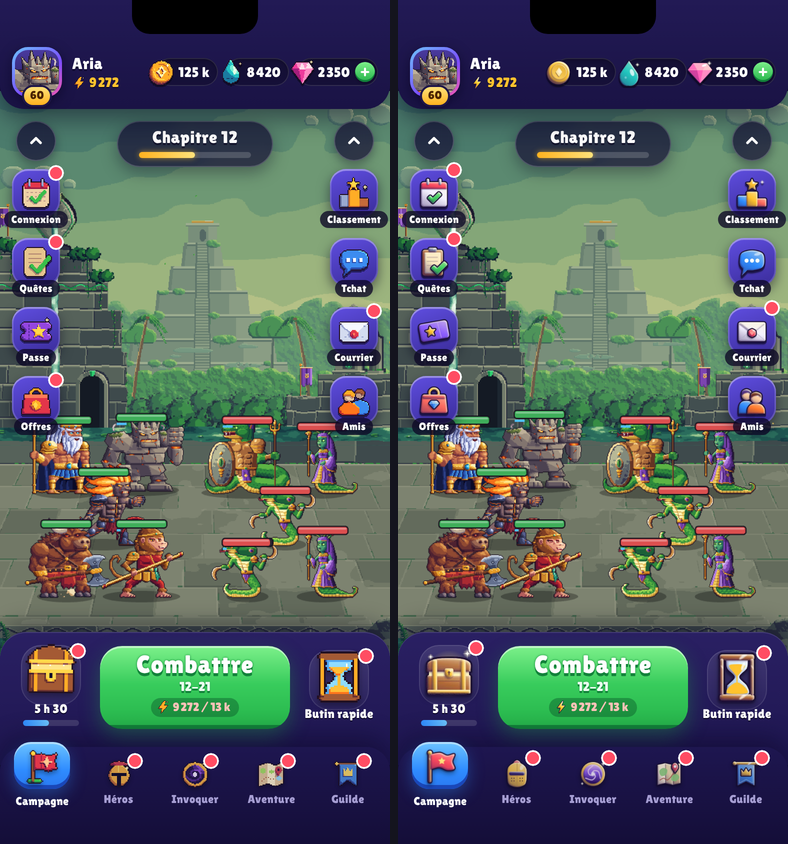 Aria
9272
60
125 k
8420
2350
Chapitre 12
Connexion
Classement
Quêtes
Tchat
Passe
Courrier
Offres
Amis
5 h 30
Combattre
12-21
9272 / 13 k
Butin rapide
Campagne
Héros
Invoquer
Aventure
Guilde
Aria
9272
60
125 k
8420
2350
Chapitre 12
Connexion
Classement
Quêtes
Tchat
Passe
Courrier
Offres
Amis
5 h 30
Combattre
12-21
9272 / 13 k
Butin rapide
Campagne
Héros
Invoquer
Aventure
Guilde